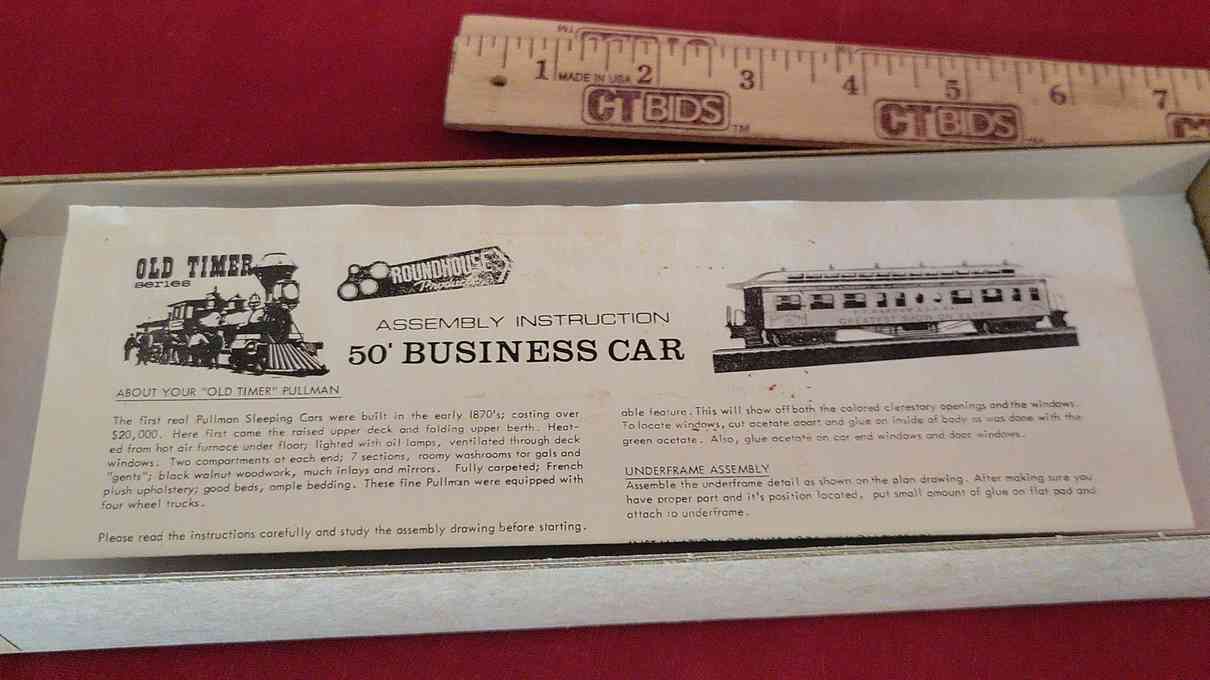 1 MADE IN USA 2 3 4 5 6 7
CT BIDS TM CT BIDS
OLD TIMER
series
ROUNDHOUSE
Products
ASSEMBLY INSTRUCTION
50' BUSINESS CAR
ABOUT YOUR "OLD TIMER" PULLMAN
The first real Pullman Sleeping Cars were built in the early 1870's; costing over
$20,000. Here first came the raised upper deck and folding upper berth. Heat-
ed from hot air furnace under floor; lighted with oil lamps, ventilated through deck
windows. Two compartments at each end; 7 sections, roomy washrooms for gals and
"gents"; black walnut woodwork, much inlays and mirrors. Fully carpeted; French
plush upholstery; good beds, ample bedding. These fine Pullman were equipped with
four wheel trucks.
Please read the instructions carefully and study the assembly drawing before starting.
able feature. This will show off both the colored clerestory openings and the windows.
To locate windows, cut acetate apart and glue on inside of body as was done with the
green acetate. Also, glue acetate on car end windows and door windows.
UNDERFRAME ASSEMBLY
Assemble the underframe detail as shown on the plan drawing. After making sure you
have proper part and it's position located, put small amount of glue on flat pad and
attach to underframe.